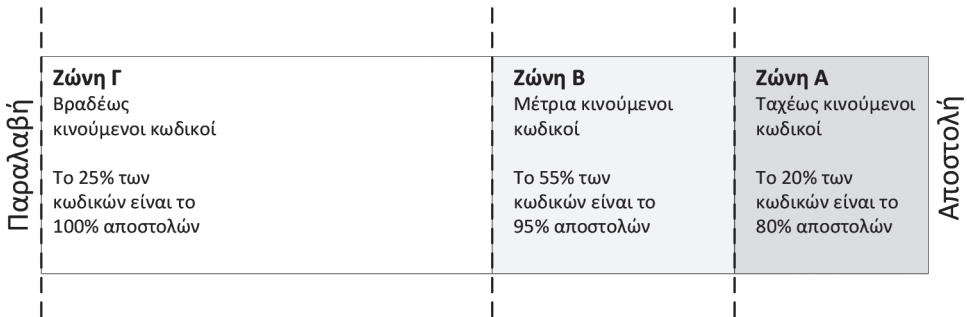 Παραλαβή
Ζώνη Γ
Βραδέως
κινούμενοι κωδικοί
Το 25% των
κωδικών είναι το
100% αποστολών
Ζώνη Β
Μέτρια κινούμενοι
κωδικοί
Το 55% των
κωδικών είναι το
95% αποστολών
Ζώνη Α
Ταχέως κινούμενοι
κωδικοί
Το 20% των
κωδικών είναι το
80% αποστολών
Αποστολή